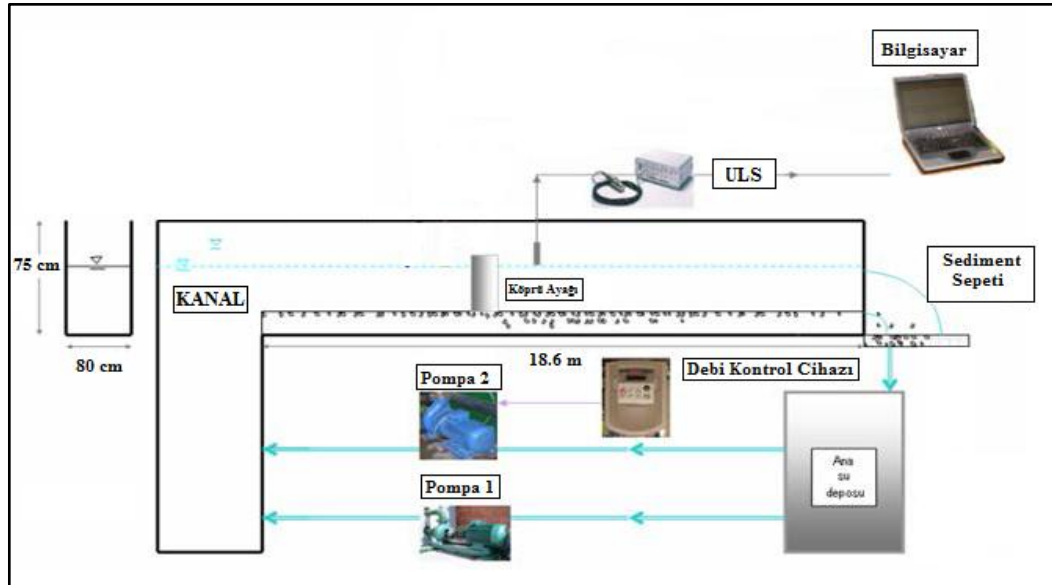 Bilgisayar
ULS
75 cm
KANAL
Köprü Ayağı
Sediment
Sepeti
80 cm
18.6 m
Pompa 2
Debi Kontrol Cihazı
Ana
su
deposu
Pompa 1